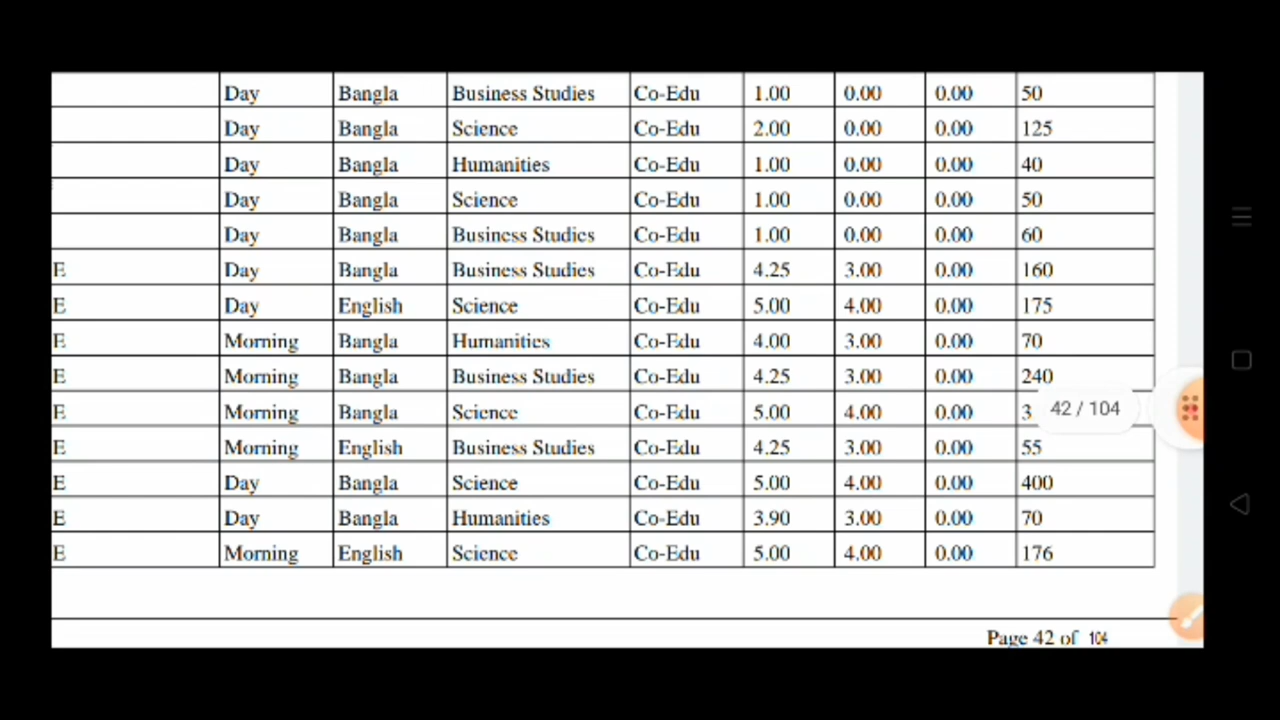 Day Bangla Business Studies Co-Edu 1.00 0.00 0.00 50
Day Bangla Science Co-Edu 2.00 0.00 0.00 125
Day Bangla Humanities Co-Edu 1.00 0.00 0.00 40
Day Bangla Science Co-Edu 1.00 0.00 0.00 50
Day Bangla Business Studies Co-Edu 1.00 0.00 0.00 60
E Day Bangla Business Studies Co-Edu 4.25 3.00 0.00 160
E Day English Science Co-Edu 5.00 4.00 0.00 175
E Morning Bangla Humanities Co-Edu 4.00 3.00 0.00 70
E Morning Bangla Business Studies Co-Edu 4.25 3.00 0.00 240
E Morning Bangla Science Co-Edu 5.00 4.00 0.00 3
42 / 104
E Morning English Business Studies Co-Edu 4.25 3.00 0.00 55
E Day Bangla Science Co-Edu 5.00 4.00 0.00 400
E Day Bangla Humanities Co-Edu 3.90 3.00 0.00 70
E Morning English Science Co-Edu 5.00 4.00 0.00 176
Page 42 of 104